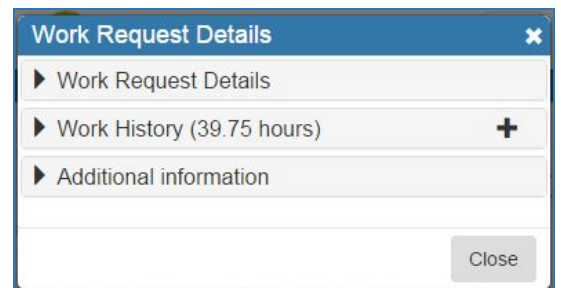 Work Request Details
Work Request Details
Work History (39.75 hours)
Additional information
Close